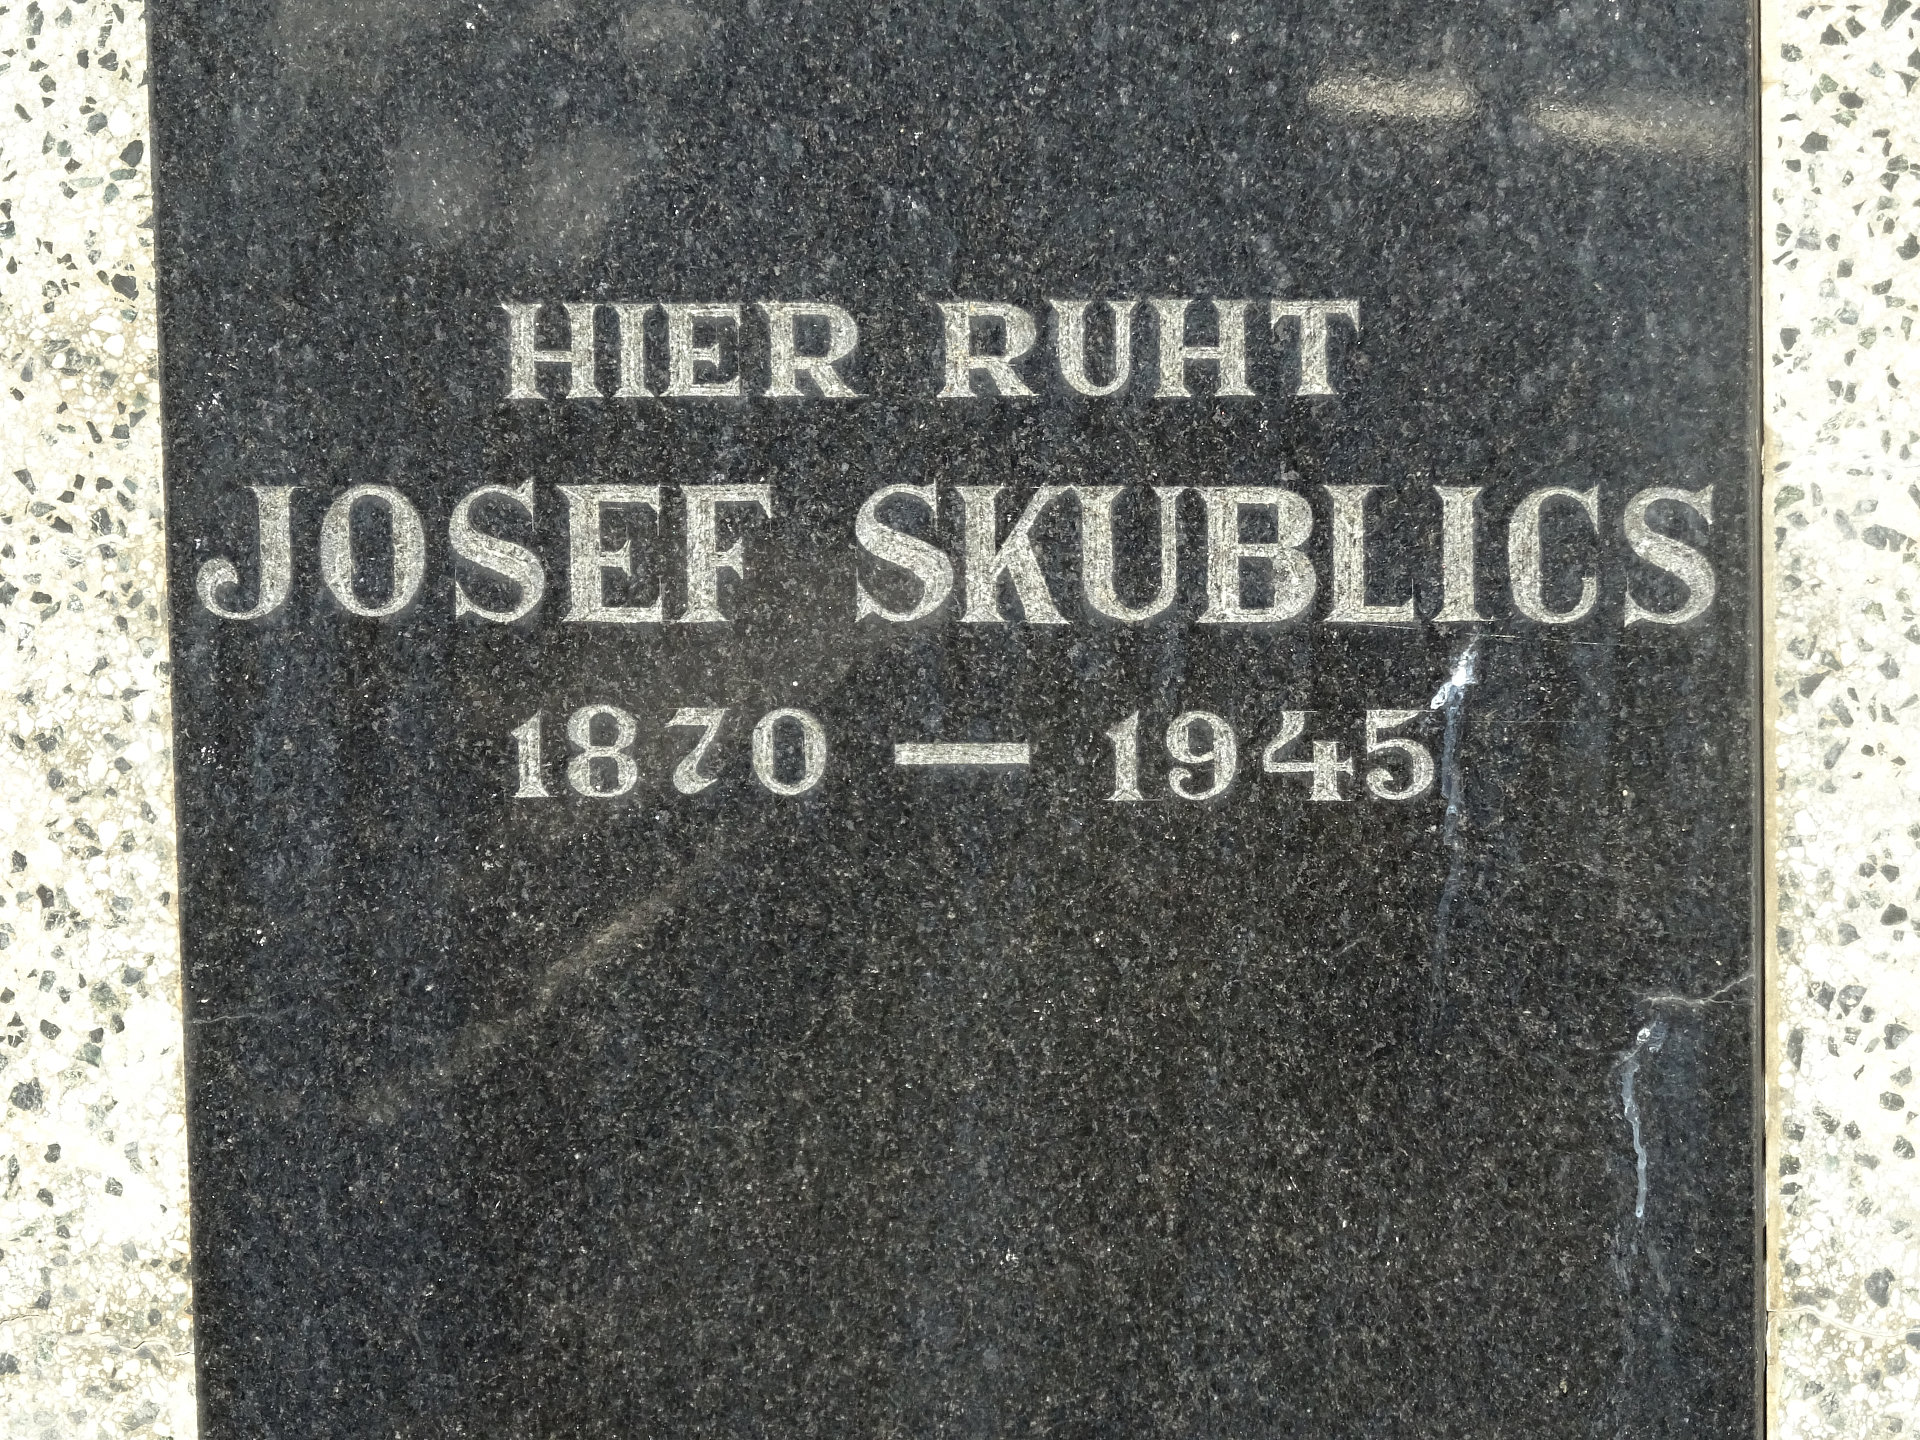 HIER RUHT
JOSEF SKUBLICS
1870 — 1945